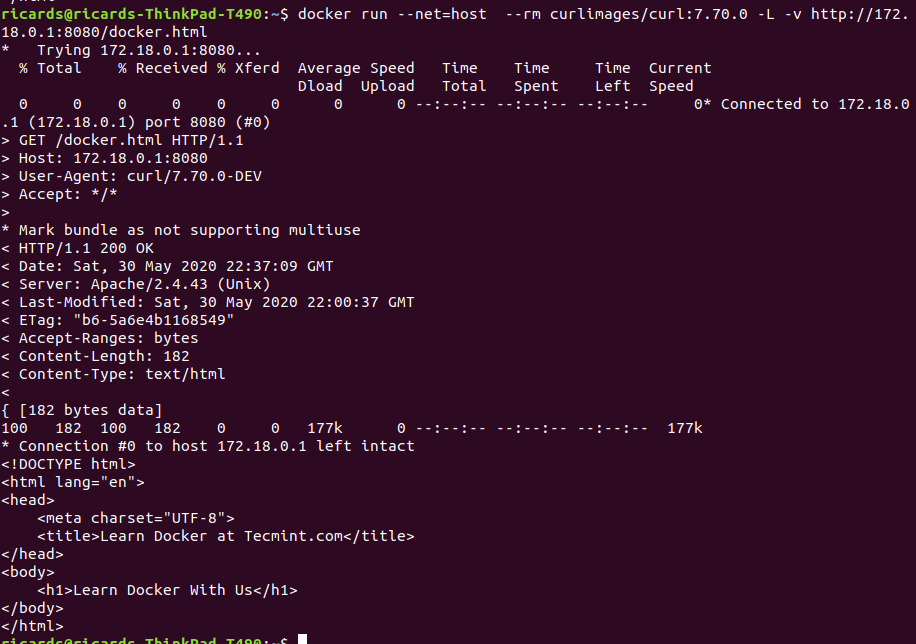 ricards@ricards-ThinkPad-T490:~$ docker run --net=host  --rm curlimages/curl:7.70.0 -L -v http://172.
18.0.1:8080/docker.html
*   Trying 172.18.0.1:8080...
  % Total    % Received % Xferd  Average Speed   Time    Time     Time  Current
                                 Dload  Upload   Total   Spent    Left  Speed
  0     0    0     0    0     0      0      0 --:--:-- --:--:-- --:--:--     0* Connected to 172.18.0
.1 (172.18.0.1) port 8080 (#0)
> GET /docker.html HTTP/1.1
> Host: 172.18.0.1:8080
> User-Agent: curl/7.70.0-DEV
> Accept: */*
>
* Mark bundle as not supporting multiuse
< HTTP/1.1 200 OK
< Date: Sat, 30 May 2020 22:37:09 GMT
< Server: Apache/2.4.43 (Unix)
< Last-Modified: Sat, 30 May 2020 22:00:37 GMT
< ETag: "b6-5a6e4b1168549"
< Accept-Ranges: bytes
< Content-Length: 182
< Content-Type: text/html
<
{ [182 bytes data]
100   182  100   182    0     0   177k      0 --:--:-- --:--:-- --:--:--  177k
* Connection #0 to host 172.18.0.1 left intact
<!DOCTYPE html>
<html lang="en">
<head>
    <meta charset="UTF-8">
    <title>Learn Docker at Tecmint.com</title>
</head>
<body>
    <h1>Learn Docker With Us</h1>
</body>
</html>
ricards@ricards-ThinkPad-T490:~$